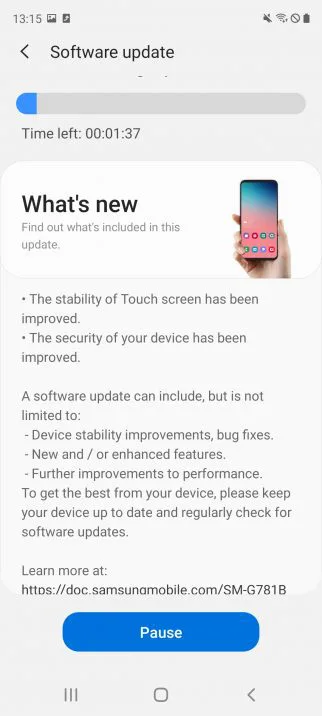 13:15
Software update
Time left: 00:01:37
What's new
Find out what's included in this
update.
• The stability of Touch screen has been
improved.
• The security of your device has been
improved.
A software update can include, but is not
limited to:
- Device stability improvements, bug fixes.
- New and / or enhanced features.
- Further improvements to performance.
To get the best from your device, please keep
your device up to date and regularly check for
software updates.
Learn more at:
https://doc.samsungmobile.com/SM-G781B
Pause